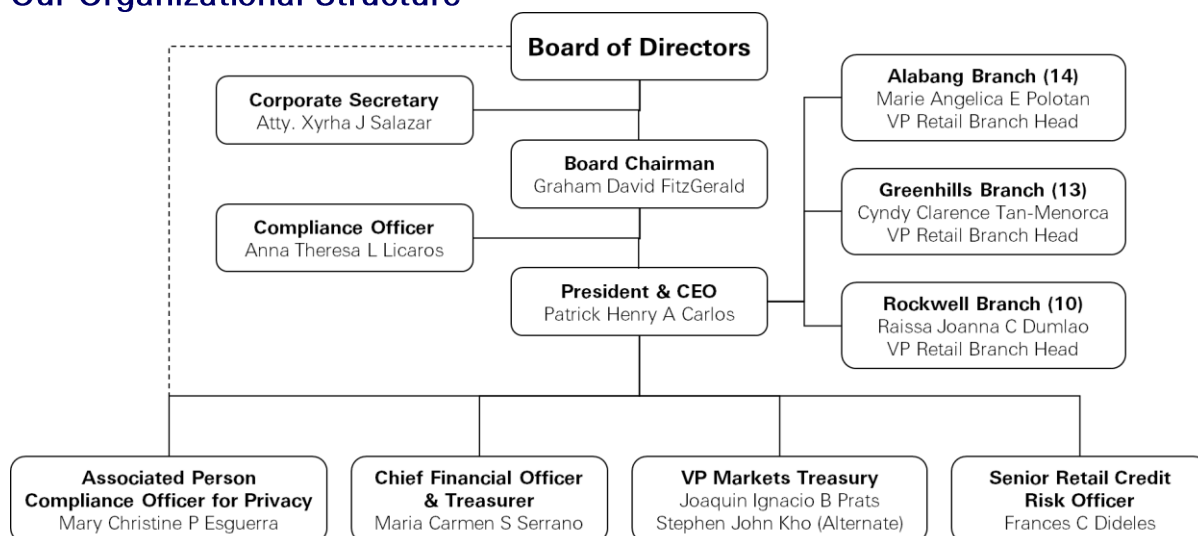 Our Organizational Structure
Board of Directors
Corporate Secretary
Atty. Xyrha J Salazar
Board Chairman
Graham David FitzGerald
Compliance Officer
Anna Theresa L Licaros
President & CEO
Patrick Henry A Carlos
Alabang Branch (14)
Marie Angelica E Polotan
VP Retail Branch Head
Greenhills Branch (13)
Cyndy Clarence Tan-Menorca
VP Retail Branch Head
Rockwell Branch (10)
Raissa Joanna C Dumlao
VP Retail Branch Head
Associated Person
Compliance Officer for Privacy
Mary Christine P Esguerra
Chief Financial Officer
& Treasurer
Maria Carmen S Serrano
VP Markets Treasury
Joaquin Ignacio B Prats
Stephen John Kho (Alternate)
Senior Retail Credit
Risk Officer
Frances C Dideles